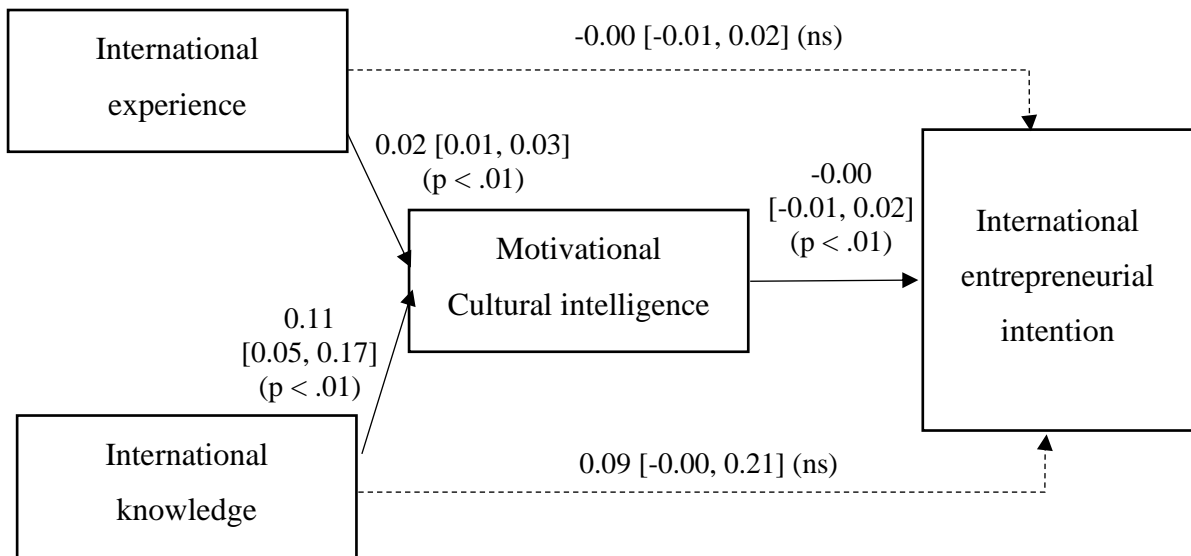 International
experience
-0.00 [-0.01, 0.02] (ns)
0.02 [0.01, 0.03]
(p < .01)
Motivational
Cultural intelligence
-0.00
[-0.01, 0.02]
(p < .01)
International
entrepreneurial
intention
0.11
[0.05, 0.17]
(p < .01)
International
knowledge
0.09 [-0.00, 0.21] (ns)